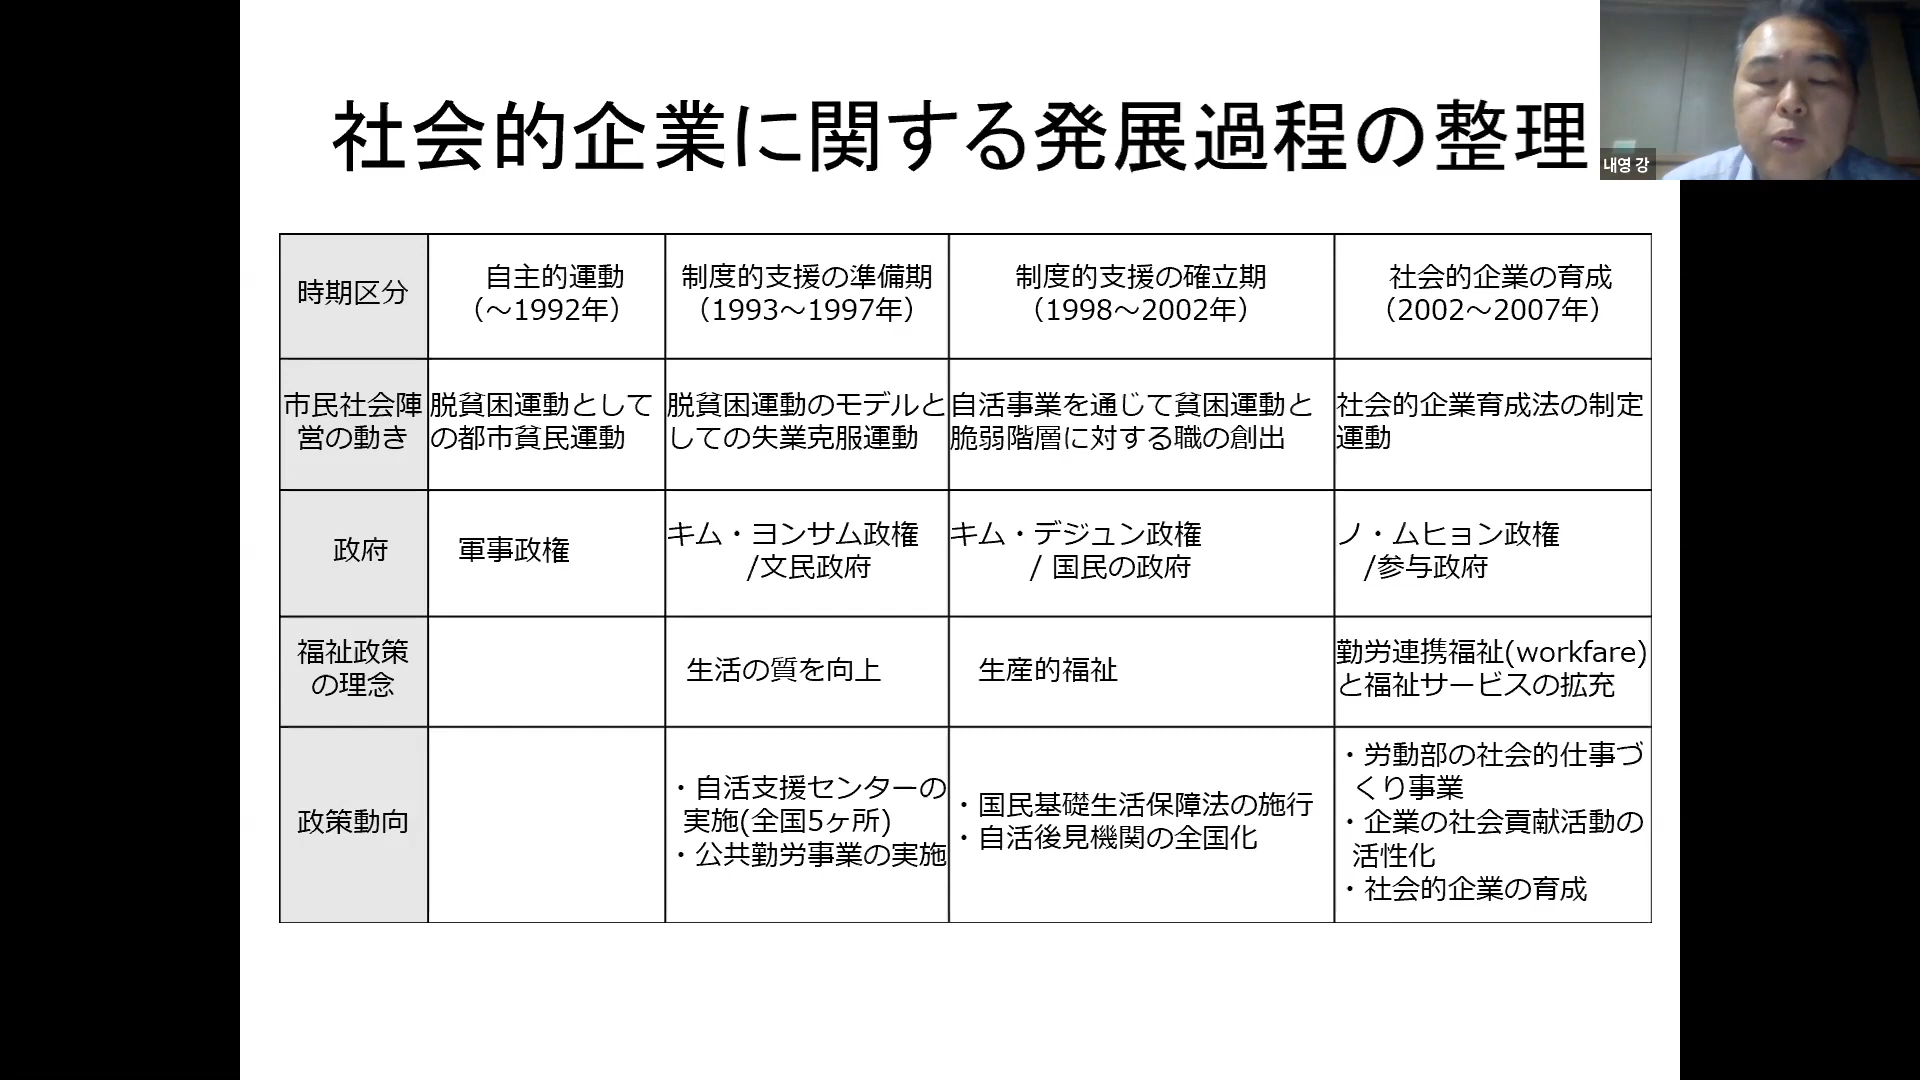 社会的企業に関する発展過程の整理
내영 강
時期区分
自主的運動
（～1992年）
制度的支援の準備期
（1993～1997年）
制度的支援の確立期
（1998～2002年）
社会的企業の育成
（2002～2007年）
市民社会陣
営の動き
脱貧困運動として
の都市貧民運動
脱貧困運動のモデルと
しての失業克服運動
自活事業を通じて貧困運動と
脆弱階層に対する職の創出
社会的企業育成法の制定
運動
政府
軍事政権
キム・ヨンサム政権
/文民政府
キム・デジュン政権
/ 国民の政府
ノ・ムヒョン政権
/参与政府
福祉政策
の理念
生活の質を向上
生産的福祉
勤労連携福祉(workfare)
と福祉サービスの拡充
政策動向
・自活支援センターの
実施(全国5ヶ所)
・公共勤労事業の実施
・国民基礎生活保障法の施行
・自活後見機関の全国化
・労動部の社会的仕事づ
くり事業
・企業の社会貢献活動の
活性化
・社会的企業の育成